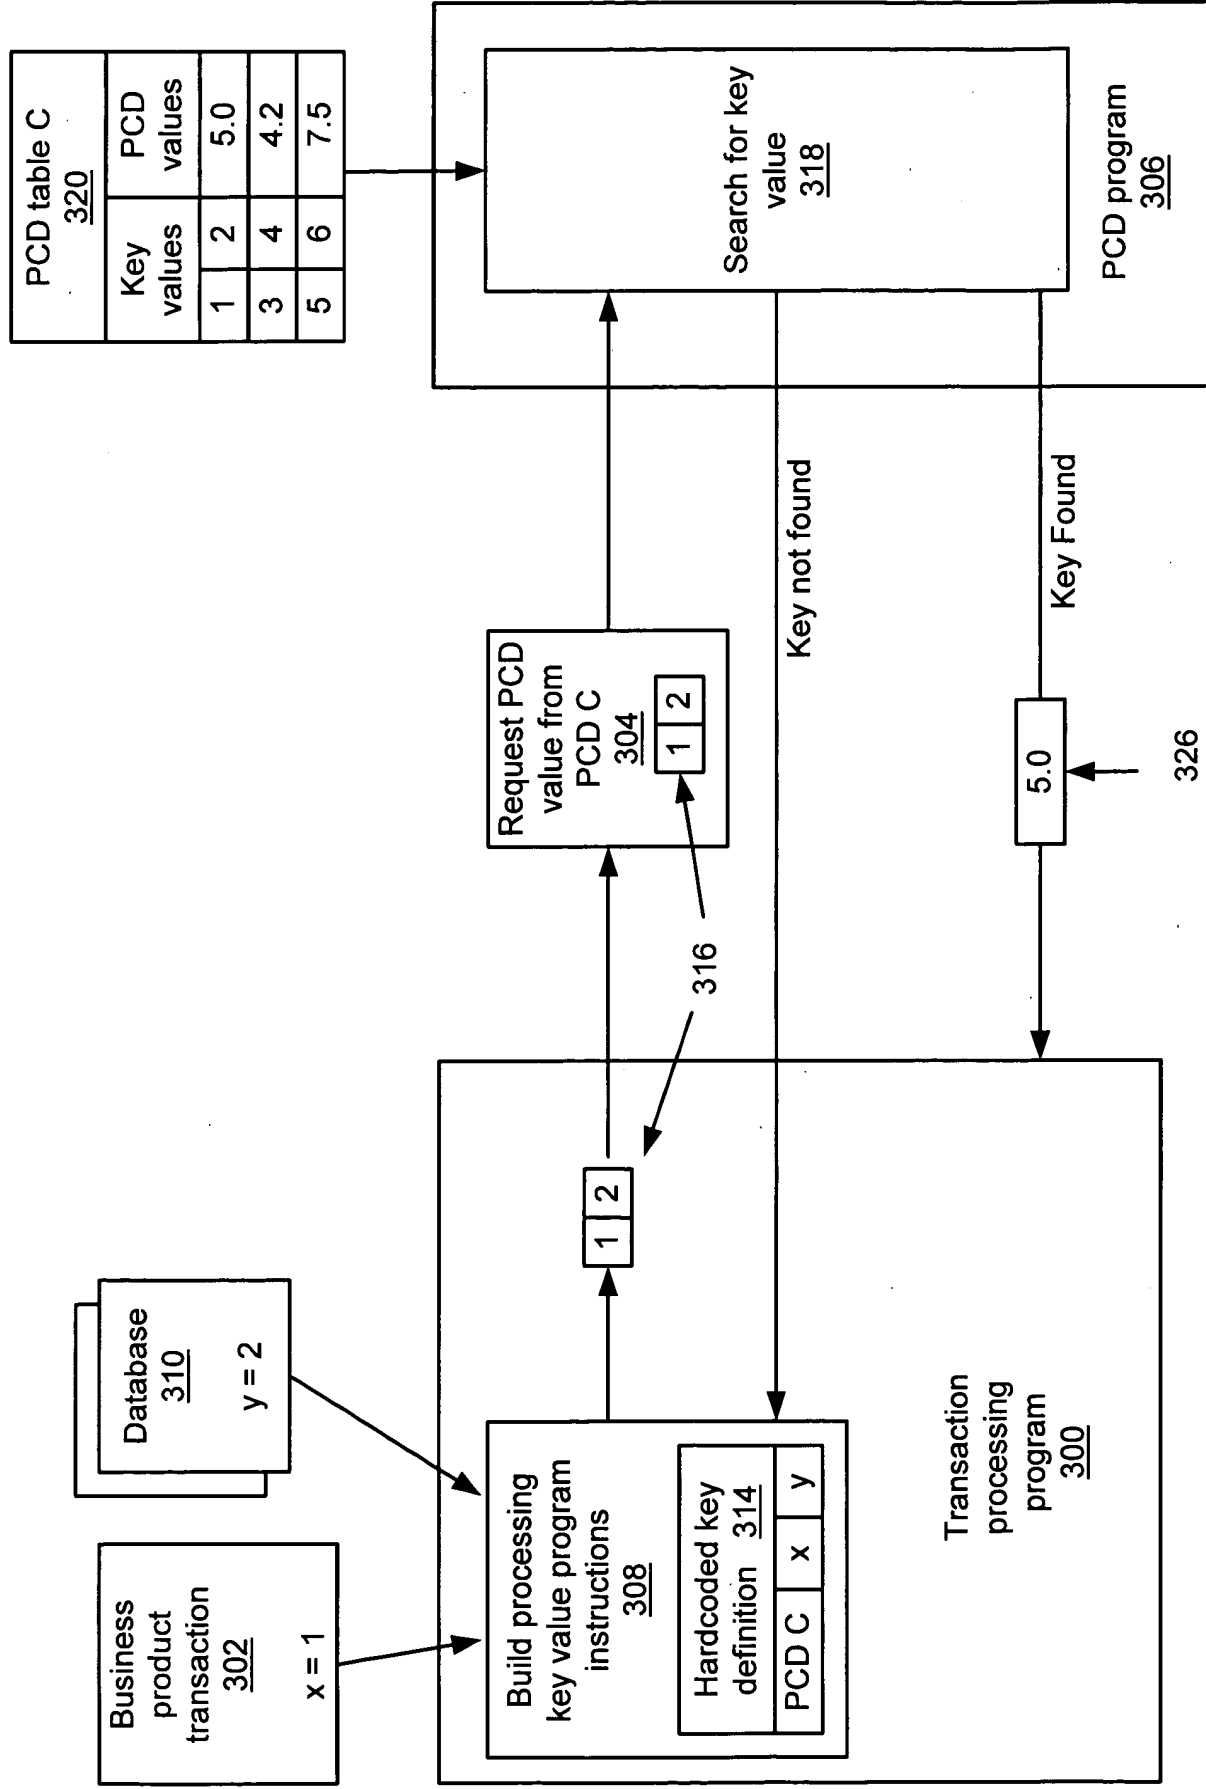 Business
product
transaction
302
x = 1
Database
310
y = 2
Build processing
key value program
instructions
308
Hardcoded key
definition 314
PCD C x y
Transaction
processing
program
300
1 2
316
Request PCD
value from
PCD C
304
1 2
Key not found
Key Found
5.0
326
PCD table C
320
Key
values
PCD
values
1 2 5.0
3 4 4.2
5 6 7.5
Search for key
value
318
PCD program
306